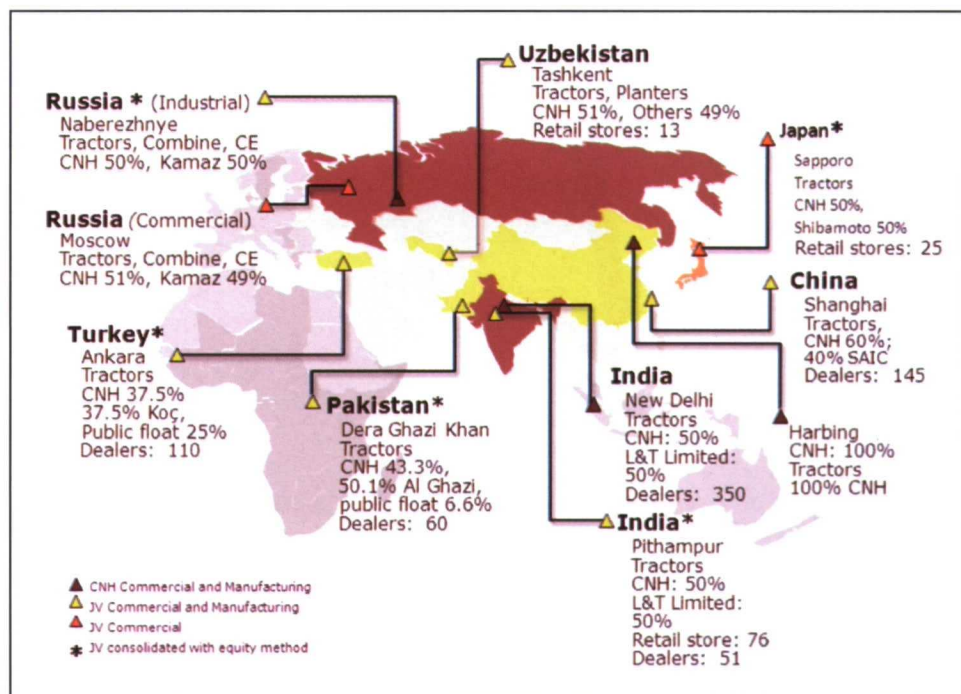 Russia * (Industrial)
Naberezhnye
Tractors, Combine, CE
CNH 50%, Kamaz 50%
Russia (Commercial)
Moscow
Tractors, Combine, CE
CNH 51%, Kamaz 49%
Turkey*
Ankara
Tractors
CNH 37.5%
37.5% Koç,
Public float 25%
Dealers: 110
Uzbekistan
Tashkent
Tractors, Planters
CNH 51%, Others 49%
Retail stores: 13
Japan*
Sapporo
Tractors
CNH 50%,
Shibamoto 50%
Retail stores: 25
China
Shanghai
Tractors,
CNH 60%;
40% SAIC
Dealers: 145
Pakistan*
Dera Ghazi Khan
Tractors
CNH 43.3%,
50.1% Al Ghazi,
public float 6.6%
Dealers: 60
India
New Delhi
Tractors
CNH: 50%
L&T Limited:
50%
Dealers: 350
Harbing
CNH: 100%
Tractors
100% CNH
India*
Pithampur
Tractors
CNH: 50%
L&T Limited:
50%
Retail store: 76
Dealers: 51
CNH Commercial and Manufacturing
JV Commercial and Manufacturing
JV Commercial
* JV consolidated with equity method